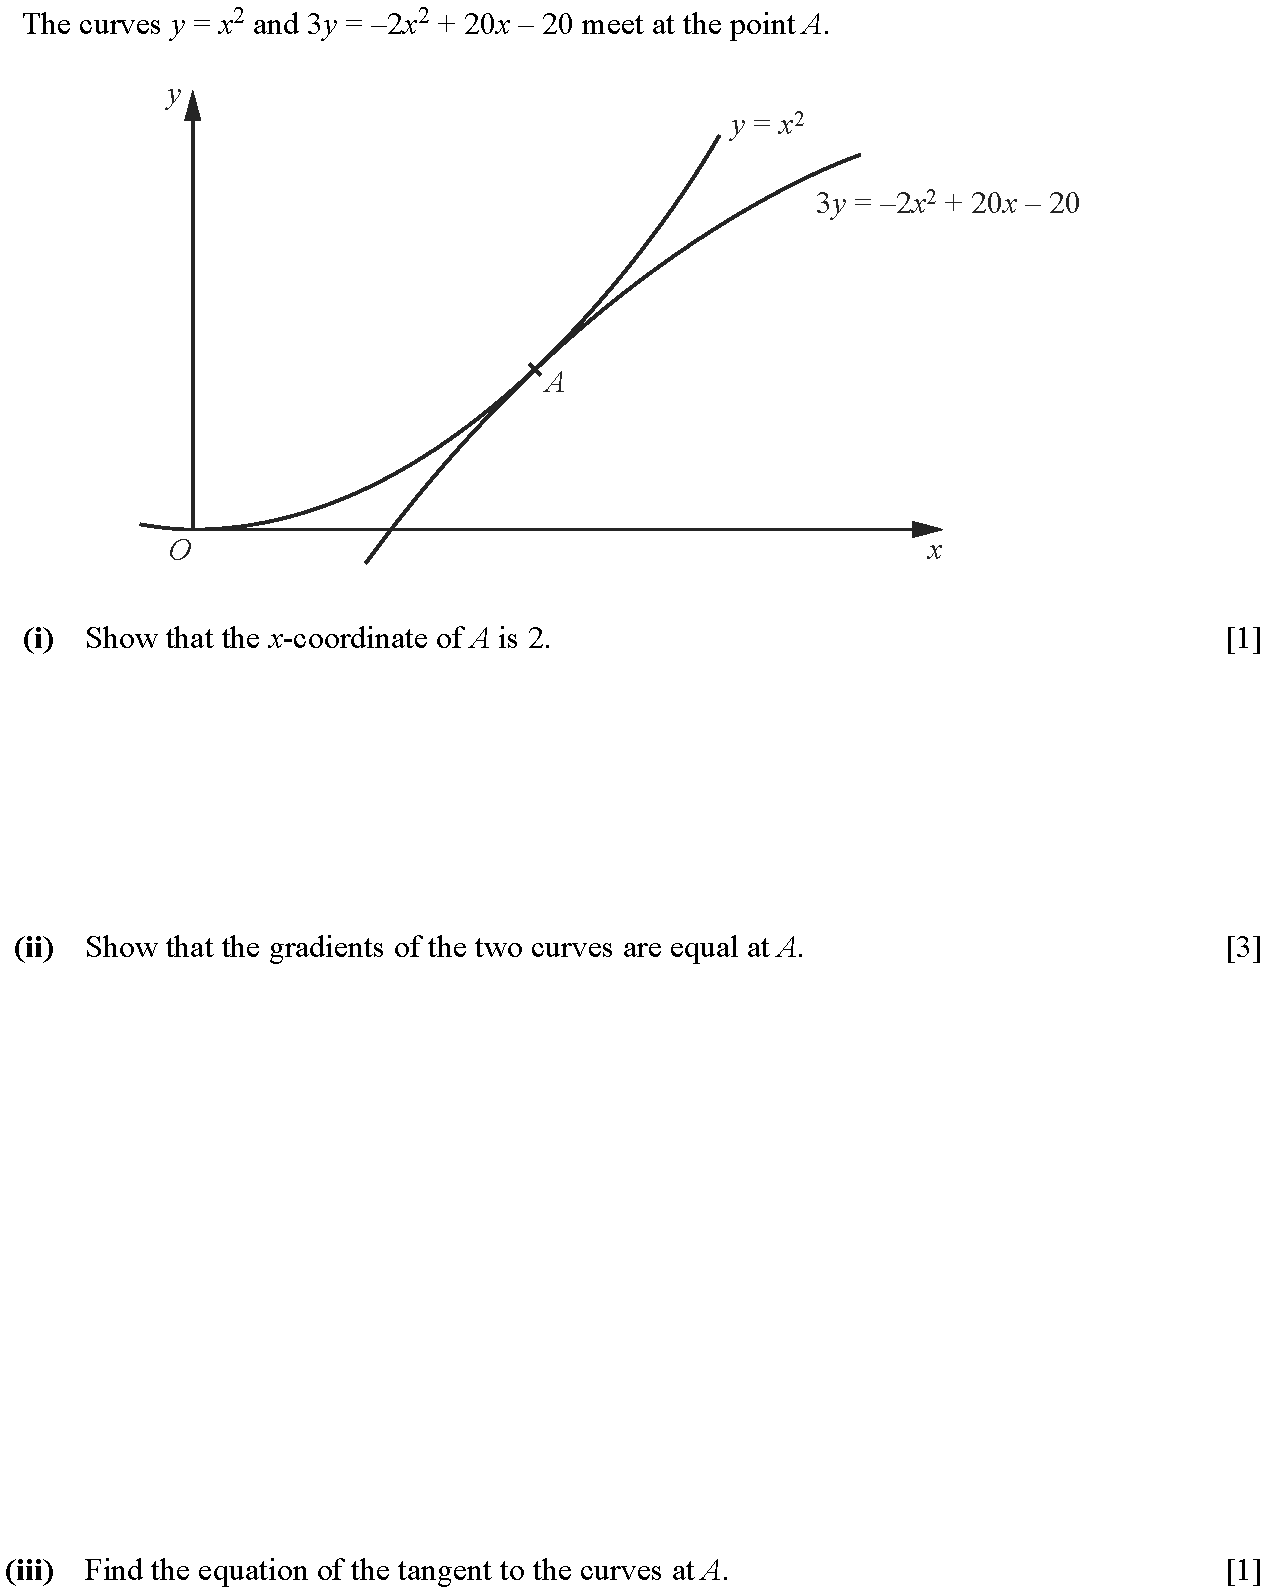 The curves y = x² and 3y = –2x² + 20x – 20 meet at the point A.
y
y = x²
3y = –2x² + 20x – 20
A
O
x
(i) Show that the x-coordinate of A is 2. [1]
(ii) Show that the gradients of the two curves are equal at A. [3]
(iii) Find the equation of the tangent to the curves at A. [1]